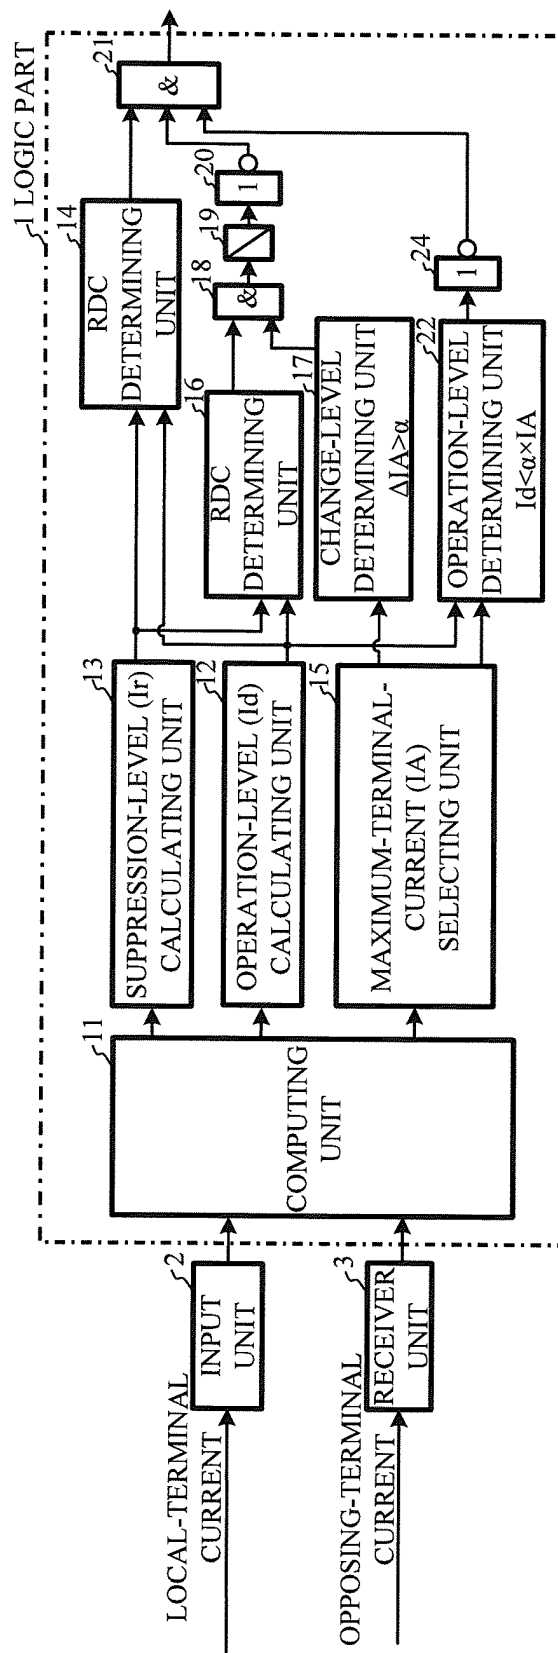 1 LOGIC PART
LOCAL-TERMINAL
CURRENT
2
INPUT
UNIT
OPPOSING-TERMINAL
CURRENT
3
RECEIVER
UNIT
11
COMPUTING
UNIT
13
SUPPRESSION-LEVEL (Ir)
CALCULATING UNIT
12
OPERATION-LEVEL (Id)
CALCULATING UNIT
15
MAXIMUM-TERMINAL-
CURRENT (IA)
SELECTING UNIT
14
RDC
DETERMINING
UNIT
16
RDC
DETERMINING
UNIT
17
CHANGE-LEVEL
DETERMINING UNIT
ΔIA>α
22
OPERATION-LEVEL
DETERMINING UNIT
Id<α×IA
18
&
19
20
1
24
1
21
&